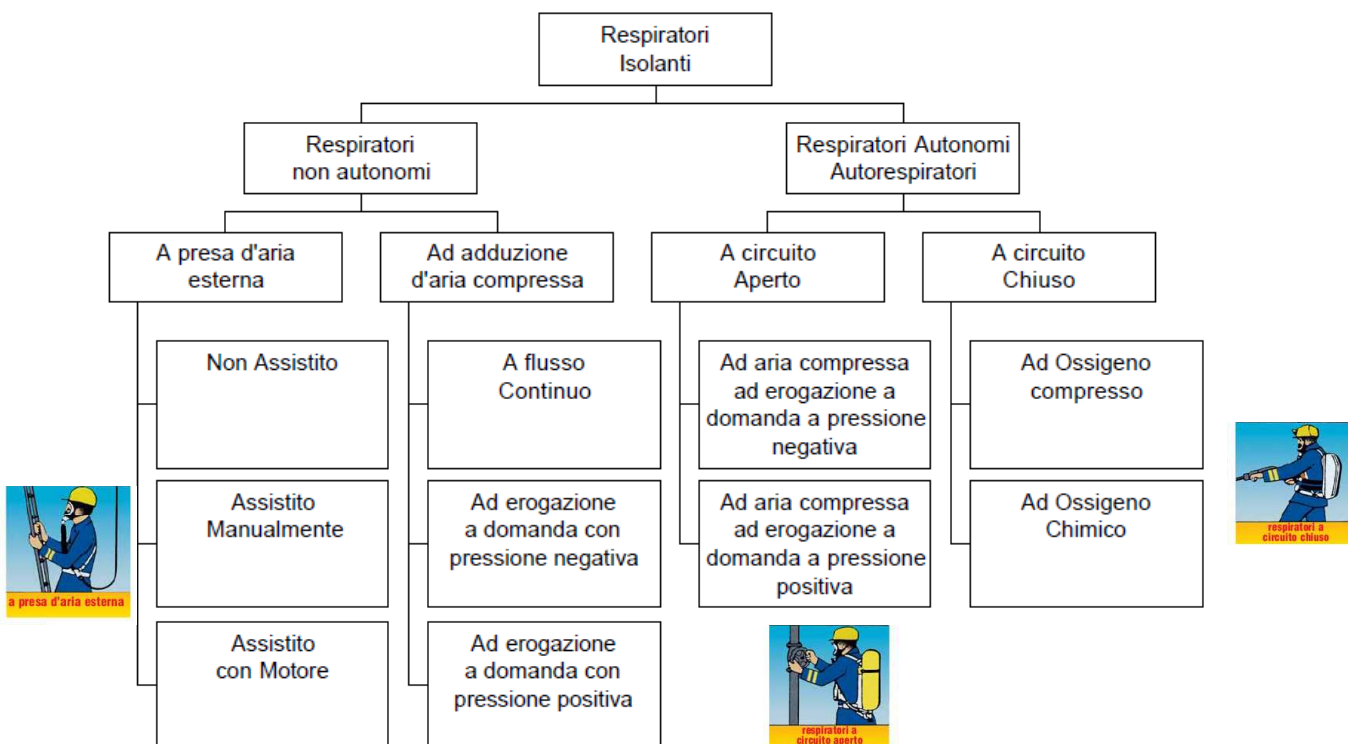 Respiratori
Isolanti
Respiratori
non autonomi
Respiratori Autonomi
Autorespiratori
A presa d'aria
esterna
Ad adduzione
d'aria compressa
A circuito
Aperto
A circuito
Chiuso
Non Assistito
A flusso
Continuo
Ad aria compressa
ad erogazione a
domanda a pressione
negativa
Ad Ossigeno
compresso
Assistito
Manualmente
Ad erogazione
a domanda con
pressione negativa
Ad aria compressa
ad erogazione a
domanda a pressione
positiva
Ad Ossigeno
Chimico
respiratori a
circuito chiuso
a presa d'aria esterna
Assistito
con Motore
Ad erogazione
a domanda con
pressione positiva
respiratori a
circuito aperto